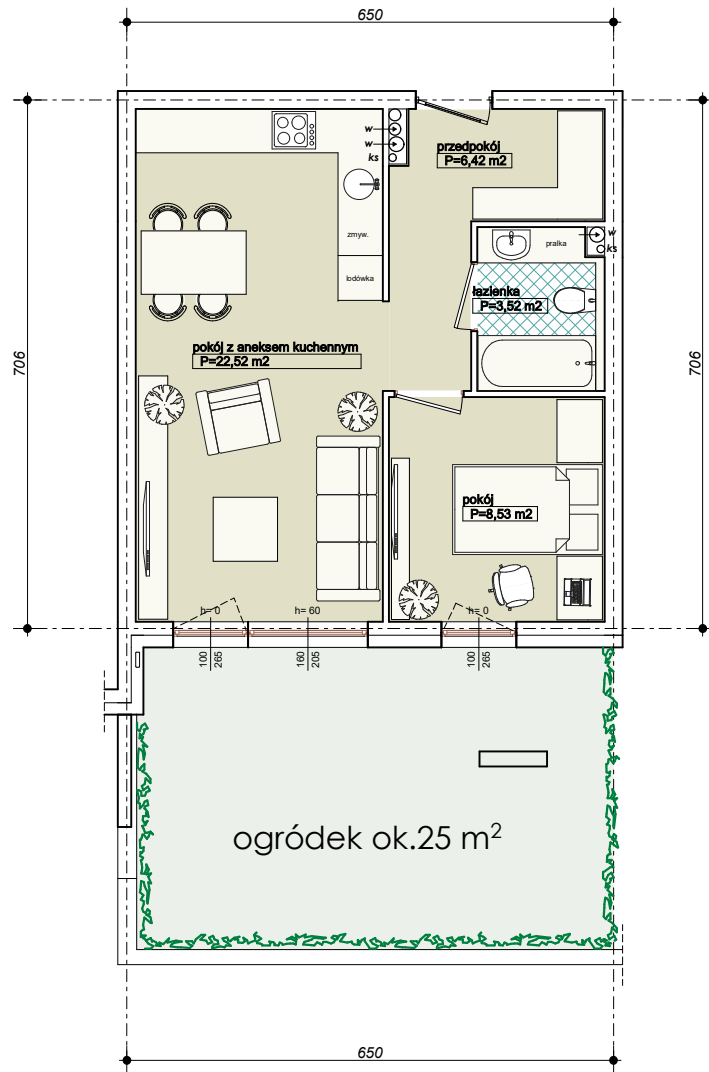 650
w
w
ks
przedpokój
P=6,42 m2
zmyw.
pralka
w
ks
lodówka
łazienka
P=3,52 m2
pokój z aneksem kuchennym
P=22,52 m2
706
706
pokój
P=8,53 m2
h= 0
h= 60
h= 0
100
265
160
205
100
265
ogródek ok.25 m²
650